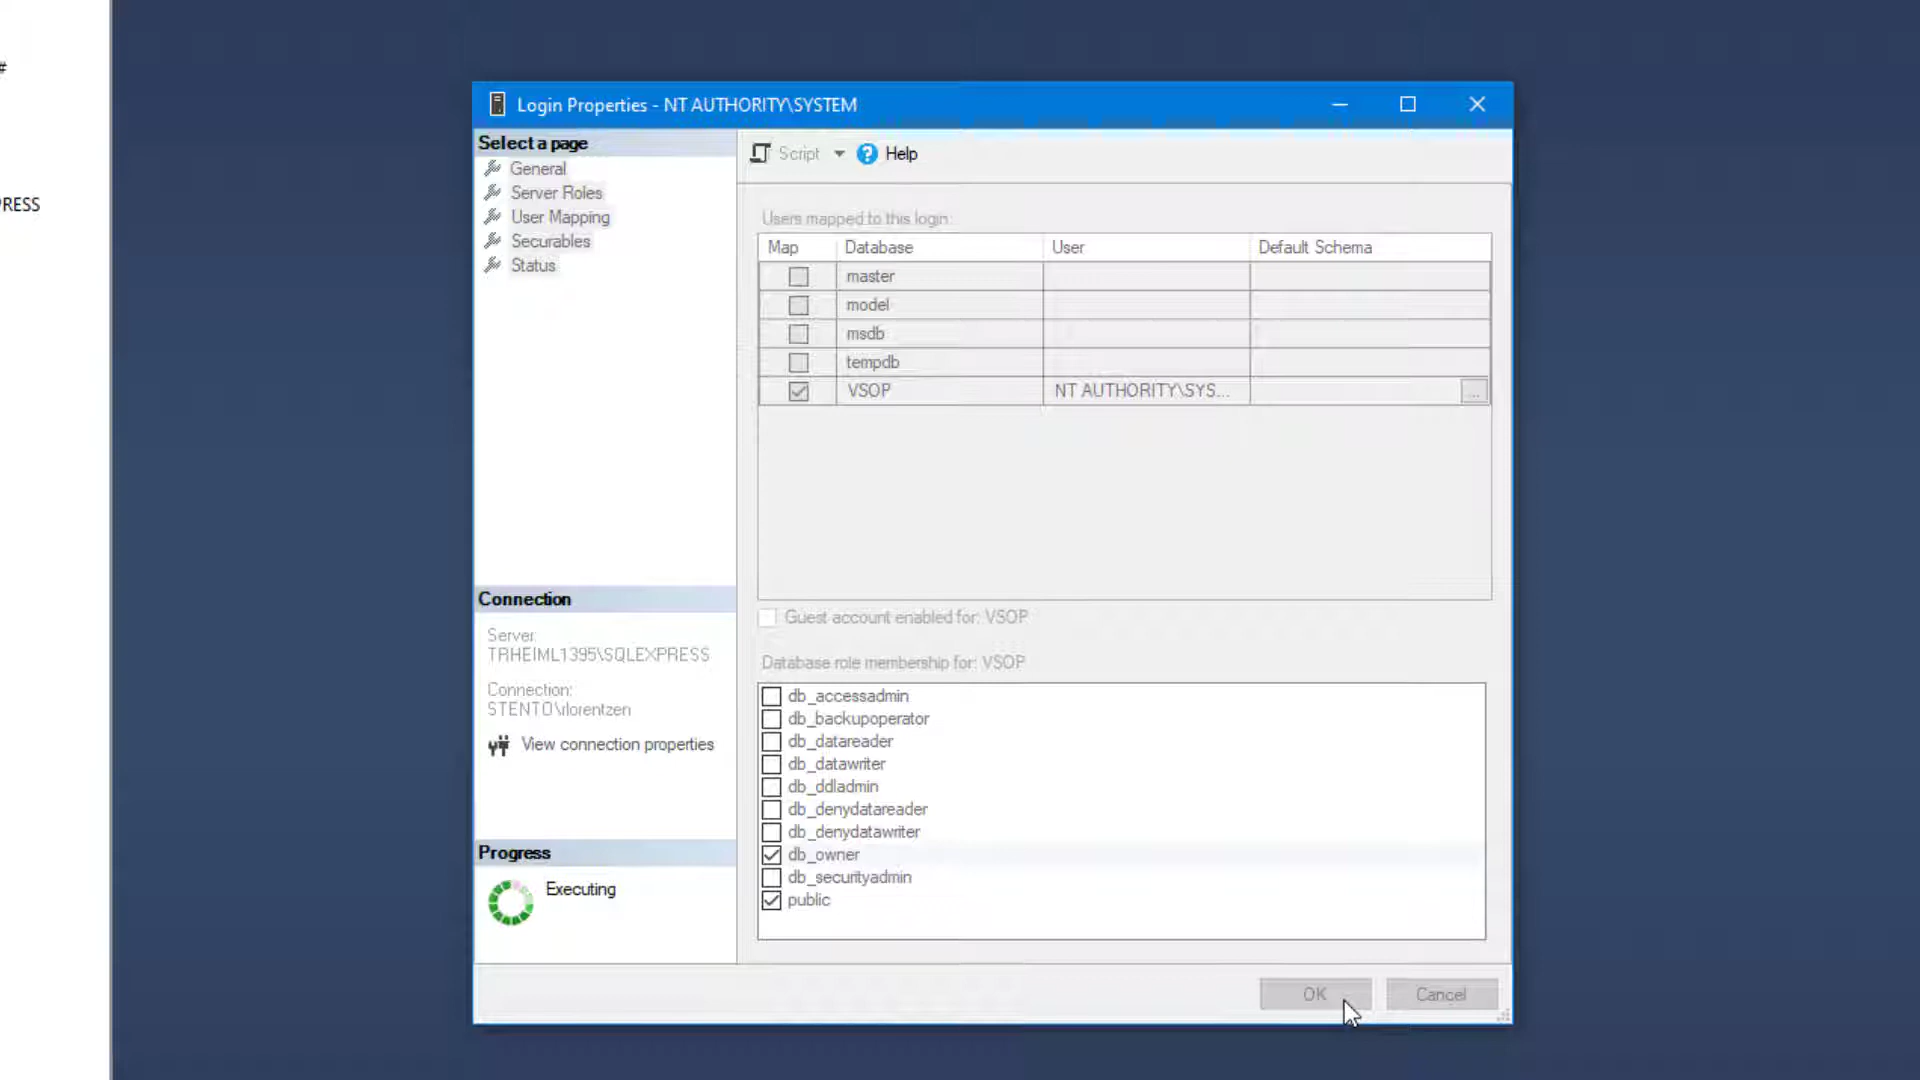 #
PRESS
Login Properties - NT AUTHORITY\SYSTEM
Select a page
General
Server Roles
User Mapping
Securables
Status
Script
Help
Users mapped to this login:
Map Database User Default Schema
master
model
msdb
tempdb
VSOP NT AUTHORITY\SYS... ...
Guest account enabled for: VSOP
Database role membership for: VSOP
db_accessadmin
db_backupoperator
db_datareader
db_datawriter
db_ddladmin
db_denydatareader
db_denydatawriter
db_owner
db_securityadmin
public
Connection
Server:
TRHEIML1395\SQLEXPRESS
Connection:
STENTO\rlorentzen
View connection properties
Progress
Executing
OK Cancel